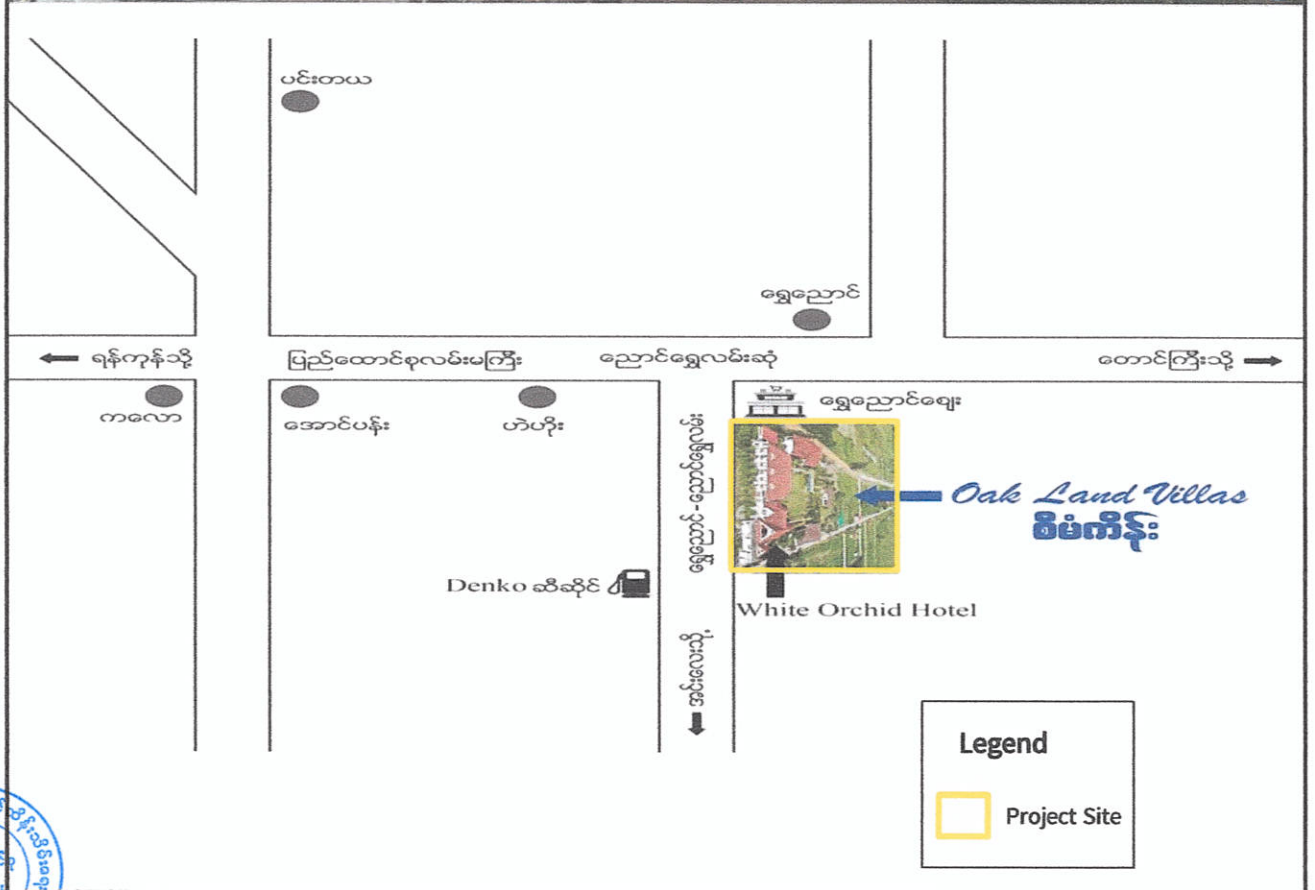 ပင်းတယ
ရွှေညောင်
ရန်ကုန်သို့
ပြည်ထောင်စုလမ်းမကြီး
ညောင်ရွှေလမ်းဆုံ
တောင်ကြီးသို့
ကလော
အောင်ပန်း
ဟဲဟိုး
ရွှေညောင်ဈေး
ရွှေညောင်-ညောင်ရွှေလမ်း
Oak Land Villas
စီမံကိန်း
Denko ဆီဆိုင်
White Orchid Hotel
အင်းလေးသို့
Legend
Project Site